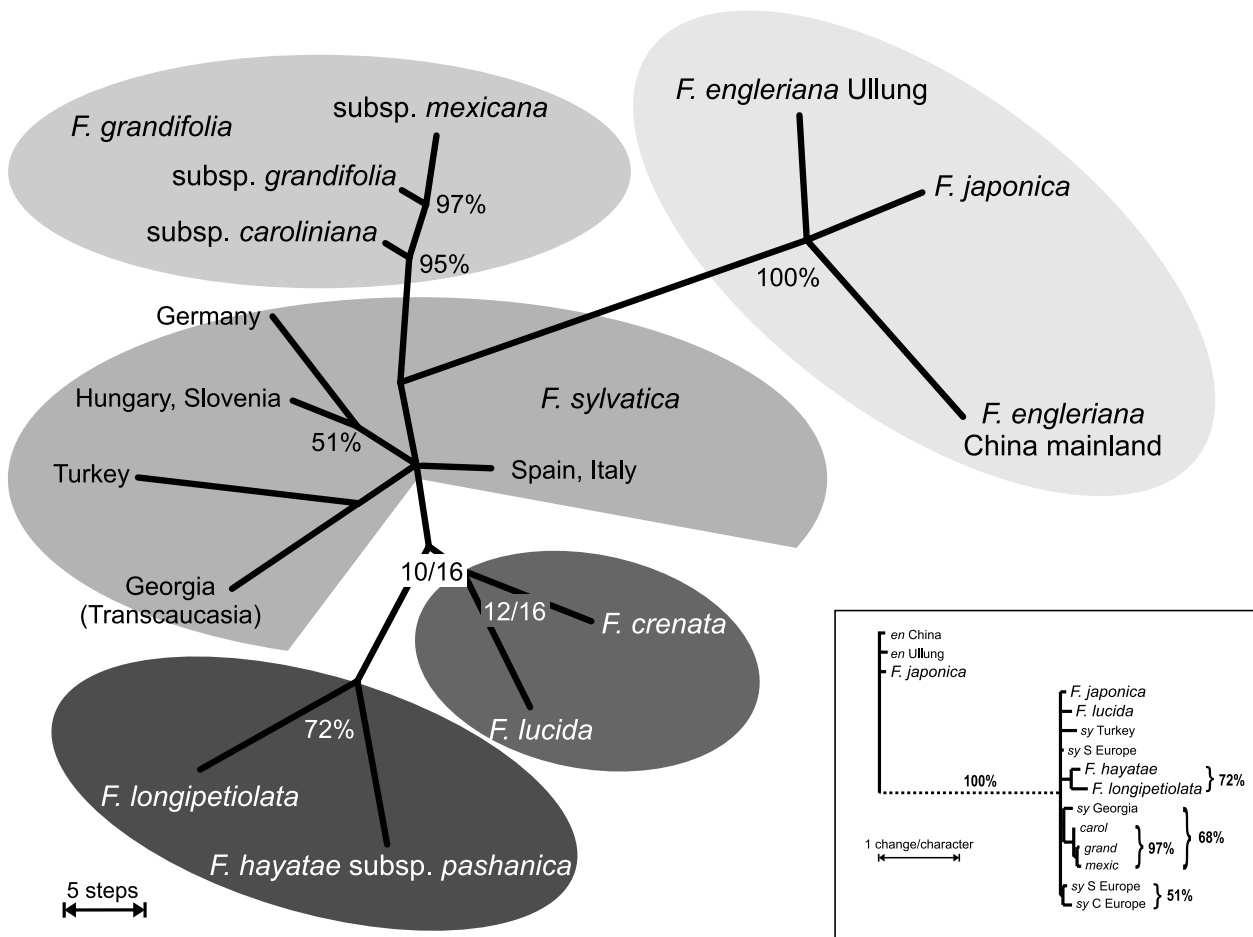 F. grandifolia
subsp. mexicana
subsp. grandifolia
97%
subsp. caroliniana
95%
F. engleriana Ullung
F. japonica
100%
F. engleriana
China mainland
Germany
Hungary, Slovenia
51%
F. sylvatica
Turkey
Spain, Italy
Georgia
(Transcaucasia)
10/16
12/16
F. crenata
F. lucida
72%
F. longipetiolata
F. hayatae subsp. pashanica
5 steps
en China
en Ullung
F. japonica
F. japonica
F. lucida
sy Turkey
sy S Europe
F. hayatae
F. longipetiolata
72%
100%
sy Georgia
carol
grand
mexic
97%
68%
1 change/character
sy S Europe
sy C Europe
51%